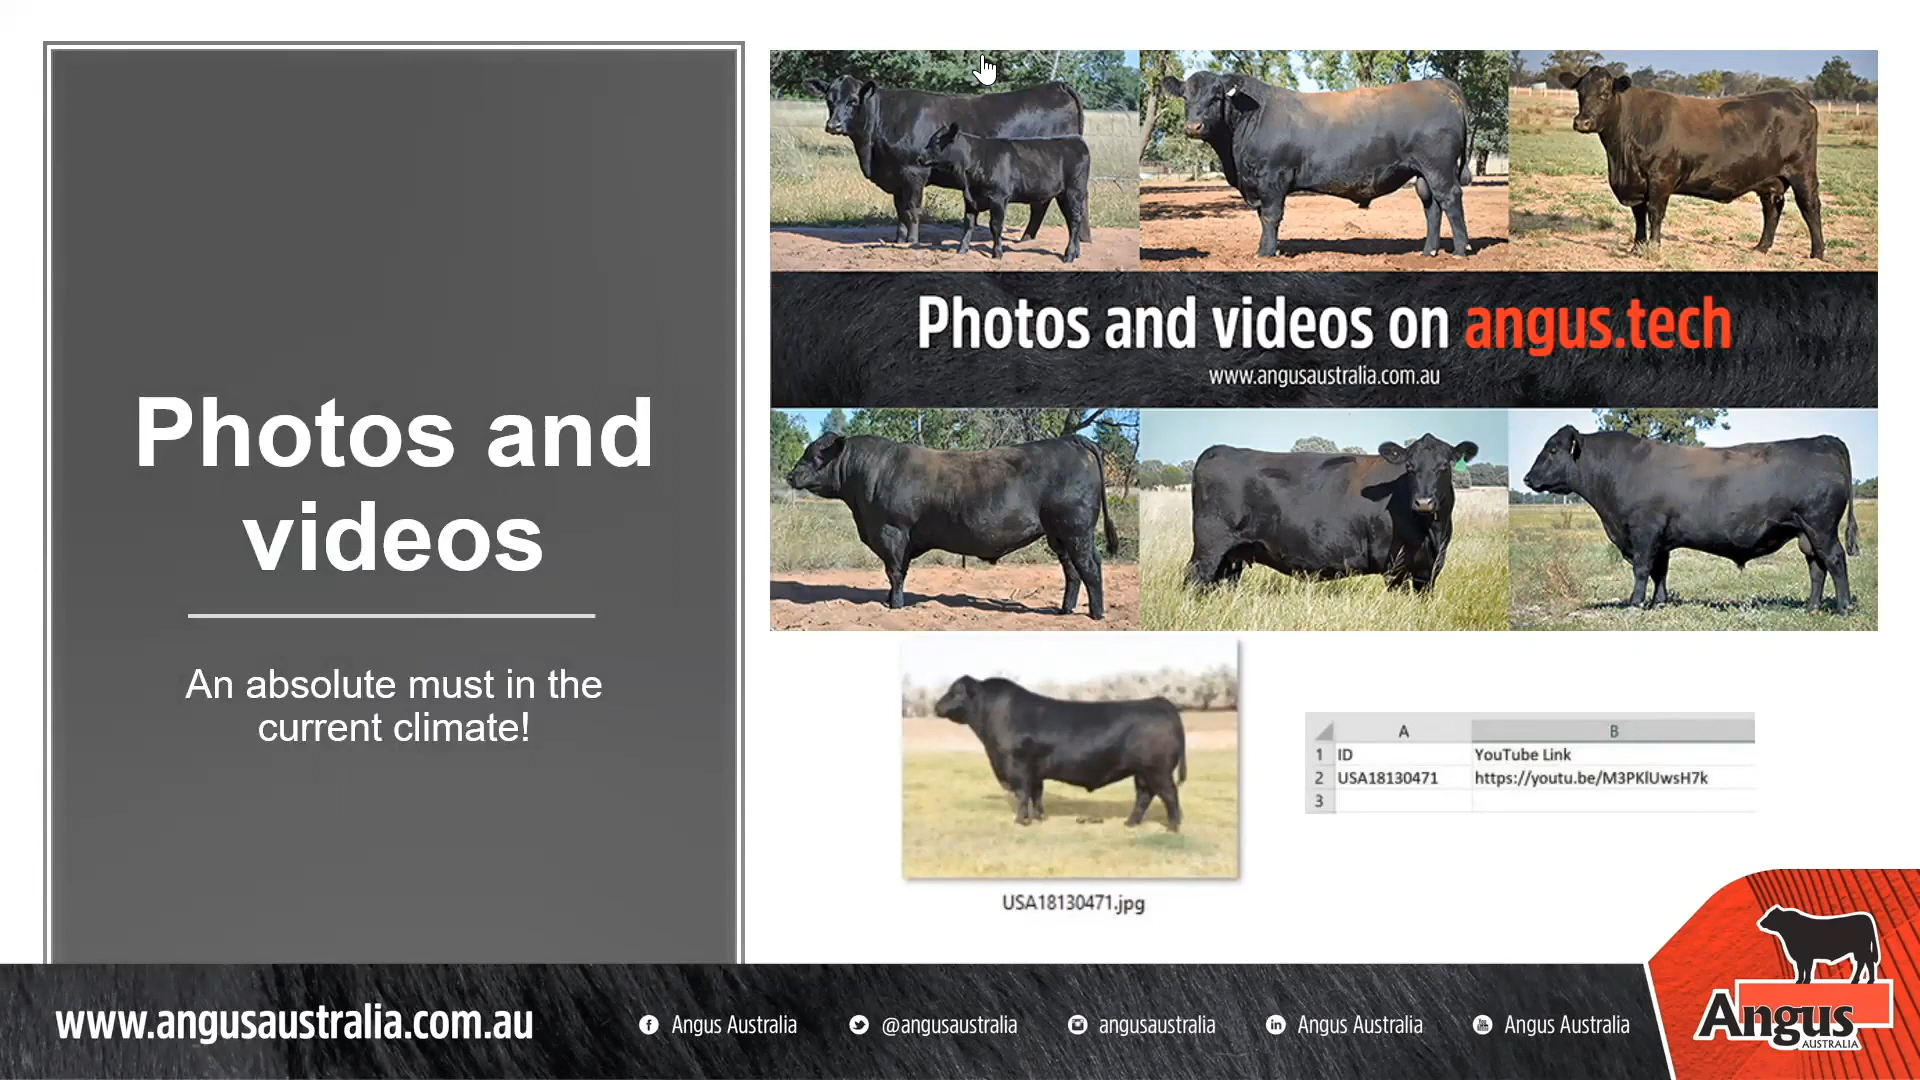 Photos and
videos
An absolute must in the
current climate!
Photos and videos on angus.tech
www.angusaustralia.com.au
USA18130471.jpg
A B
1 ID YouTube Link
2 USA18130471 https://youtu.be/M3PKlUwsH7k
3
www.angusaustralia.com.au
Angus Australia
@angusaustralia
angusaustralia
Angus Australia
Angus Australia
Angus
AUSTRALIA